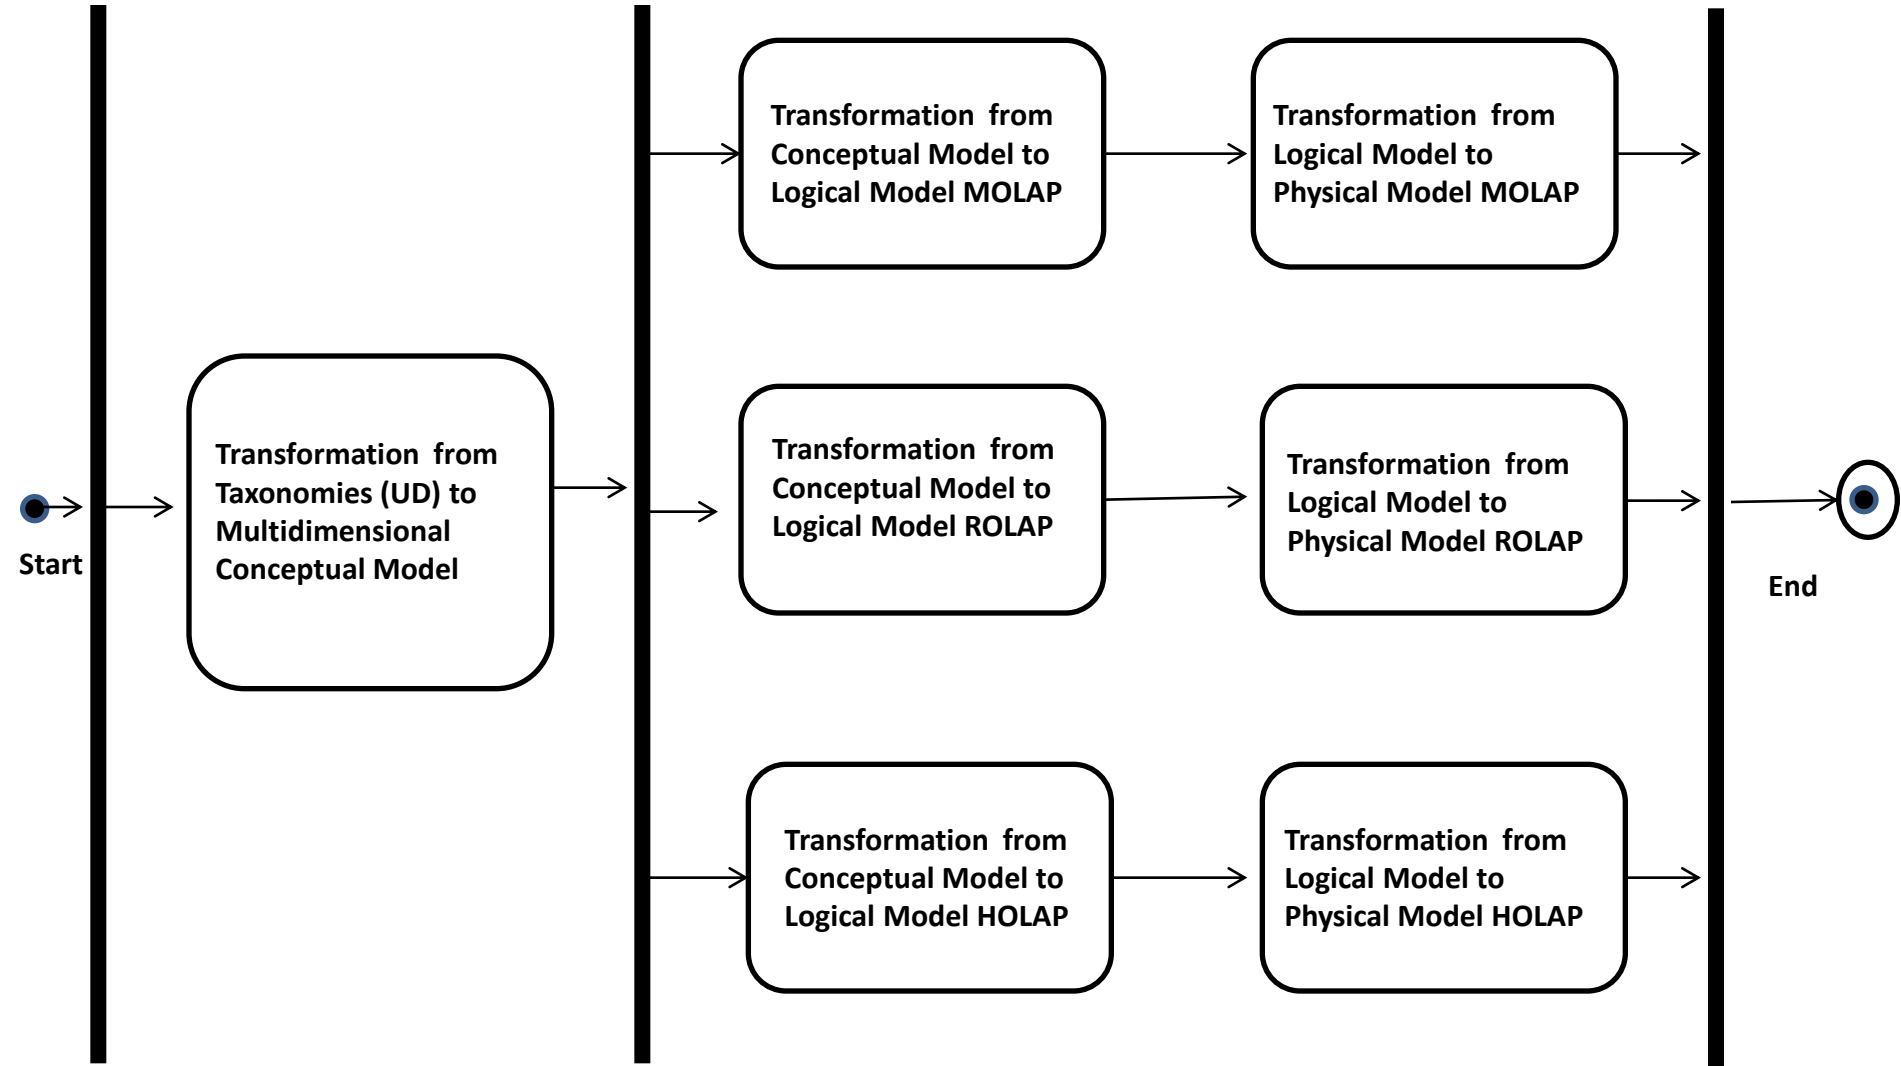 Start
Transformation from
Taxonomies (UD) to
Multidimensional
Conceptual Model
Transformation from
Conceptual Model to
Logical Model MOLAP
Transformation from
Logical Model to
Physical Model MOLAP
Transformation from
Conceptual Model to
Logical Model ROLAP
Transformation from
Logical Model to
Physical Model ROLAP
Transformation from
Conceptual Model to
Logical Model HOLAP
Transformation from
Logical Model to
Physical Model HOLAP
End